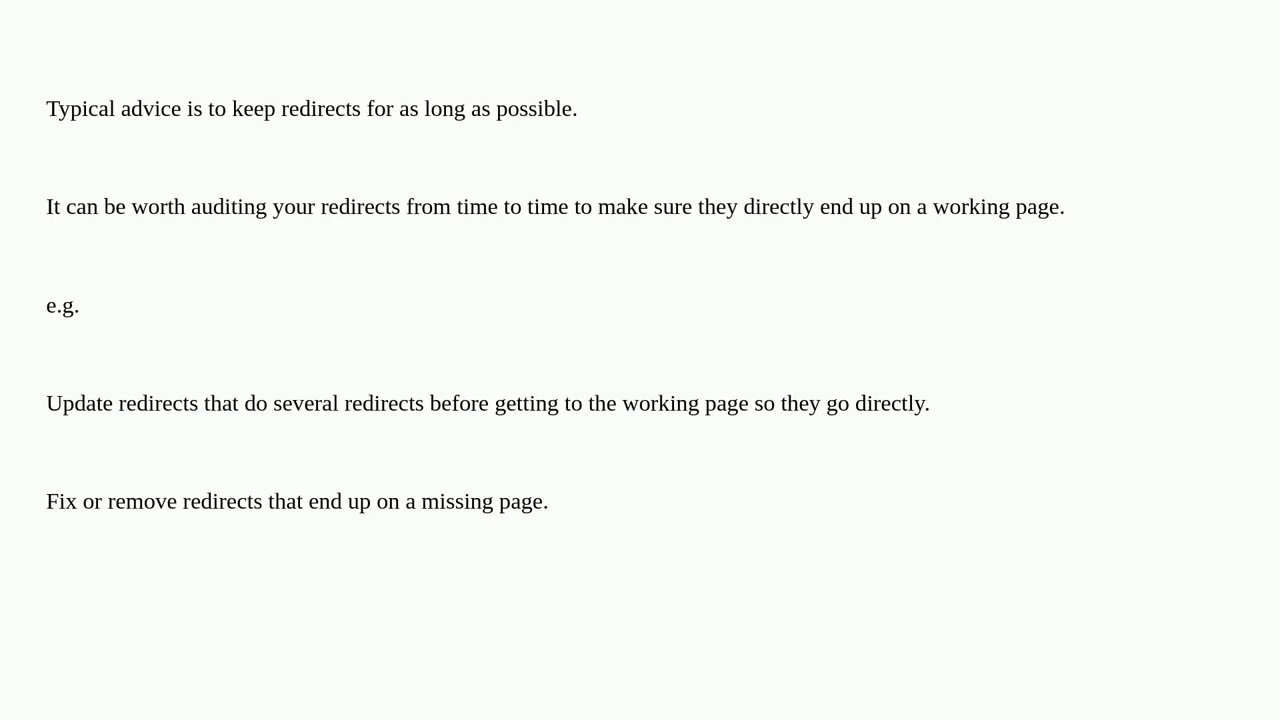 Typical advice is to keep redirects for as long as possible.
It can be worth auditing your redirects from time to time to make sure they directly end up on a working page.
e.g.
Update redirects that do several redirects before getting to the working page so they go directly.
Fix or remove redirects that end up on a missing page.